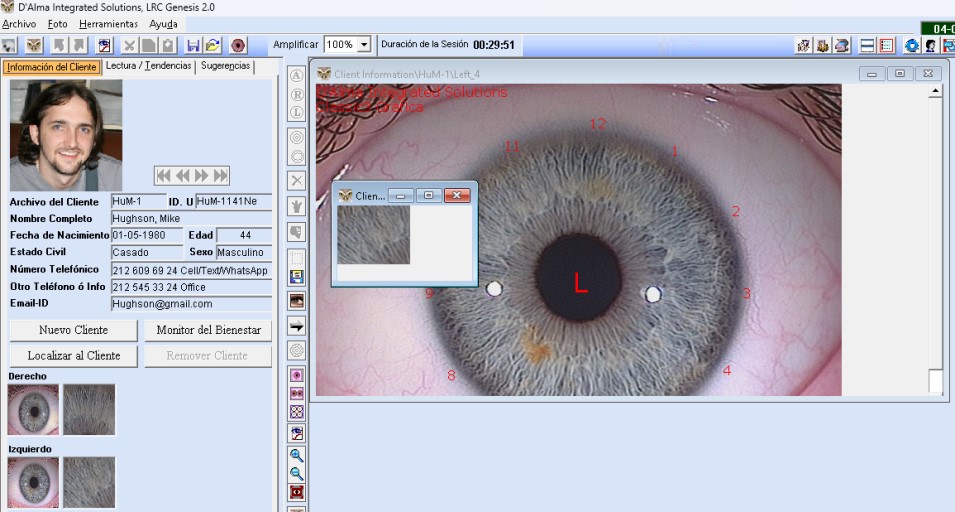 D'Alma Integrated Solutions, LRC Genesis 2.0
Archivo Foto Herramientas Ayuda
Amplificar 100% Duración de la Sesión 00:29:51
04-0
Información del Cliente Lectura / Tendencias Sugerencias
Client Information\HuM-1\Left_4
Integrated Solutions
12
11
1
2
3
4
8
9
L
A
R
L
Clien...
Archivo del Cliente HuM-1 ID. U HuM-1141Ne
Nombre Completo Hughson, Mike
Fecha de Nacimiento 01-05-1980 Edad 44
Estado Civil Casado Sexo Masculino
Número Telefónico 212 609 69 24 Cell/Text/WhatsApp
Otro Teléfono ó Info 212 545 33 24 Office
Email-ID Hughson@gmail.com
Nuevo Cliente Monitor del Bienestar
Localizar al Cliente Remover Cliente
Derecho
Izquierdo